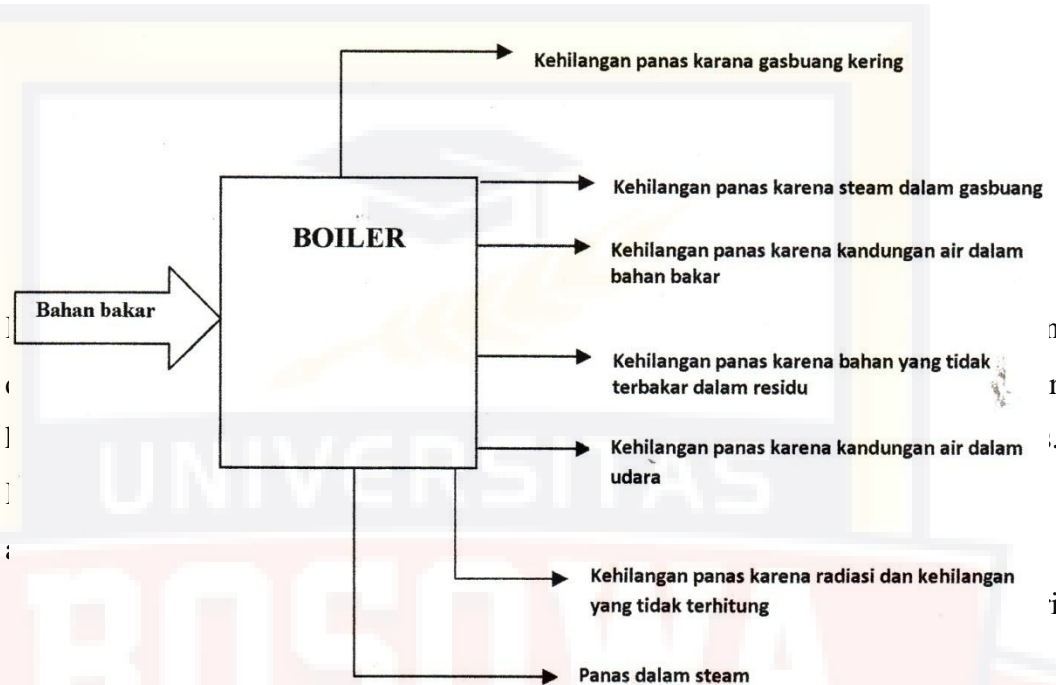 Kehilangan panas karana gasbuang kering
Kehilangan panas karena steam dalam gasbuang
BOILER
Kehilangan panas karena kandungan air dalam
bahan bakar
Bahan bakar
Kehilangan panas karena bahan yang tidak
terbakar dalam residu
Kehilangan panas karena kandungan air dalam
udara
UNIVERSITAS
BOSOWA
Kehilangan panas karena radiasi dan kehilangan
yang tidak terhitung
Panas dalam steam